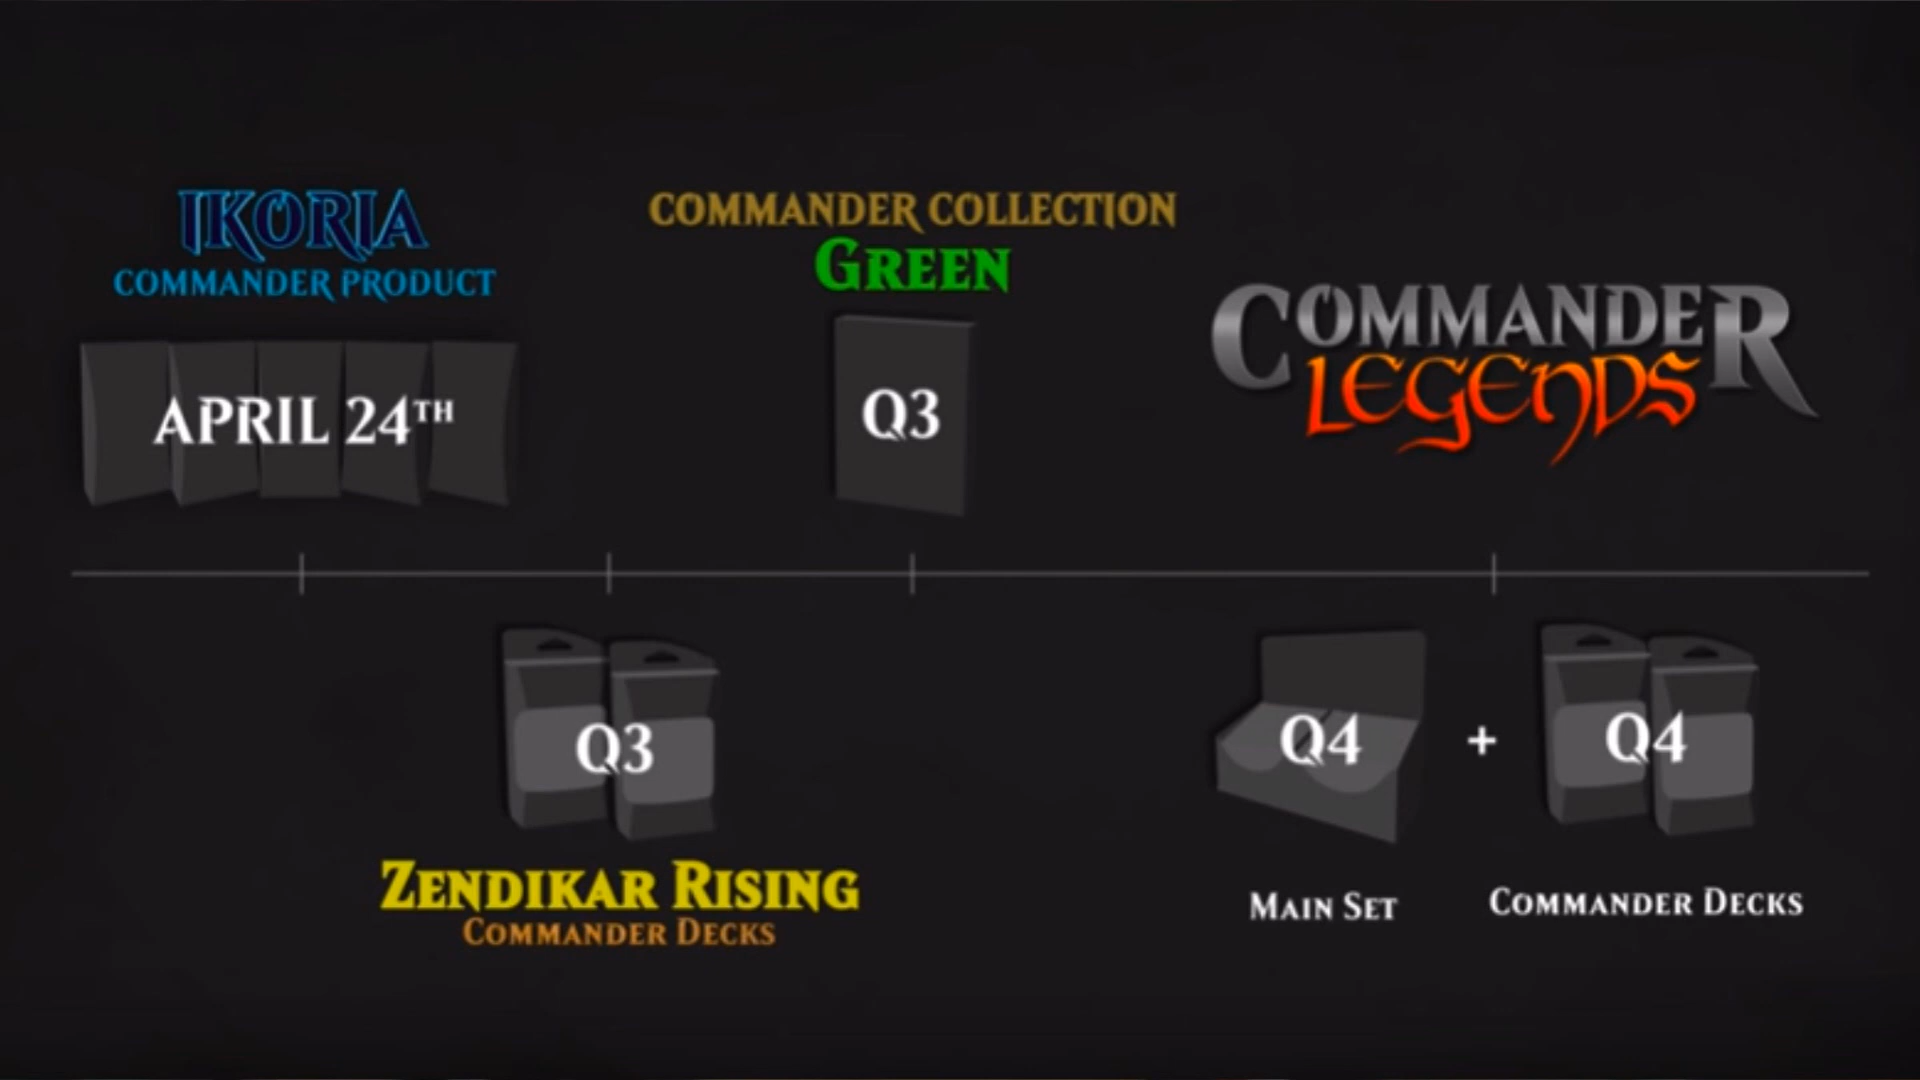 IKORIA
COMMANDER PRODUCT
APRIL 24TH
COMMANDER COLLECTION
GREEN
Q3
COMMANDER
LEGENDS
Q3
ZENDIKAR RISING
COMMANDER DECKS
Q4 + Q4
MAIN SET
COMMANDER DECKS